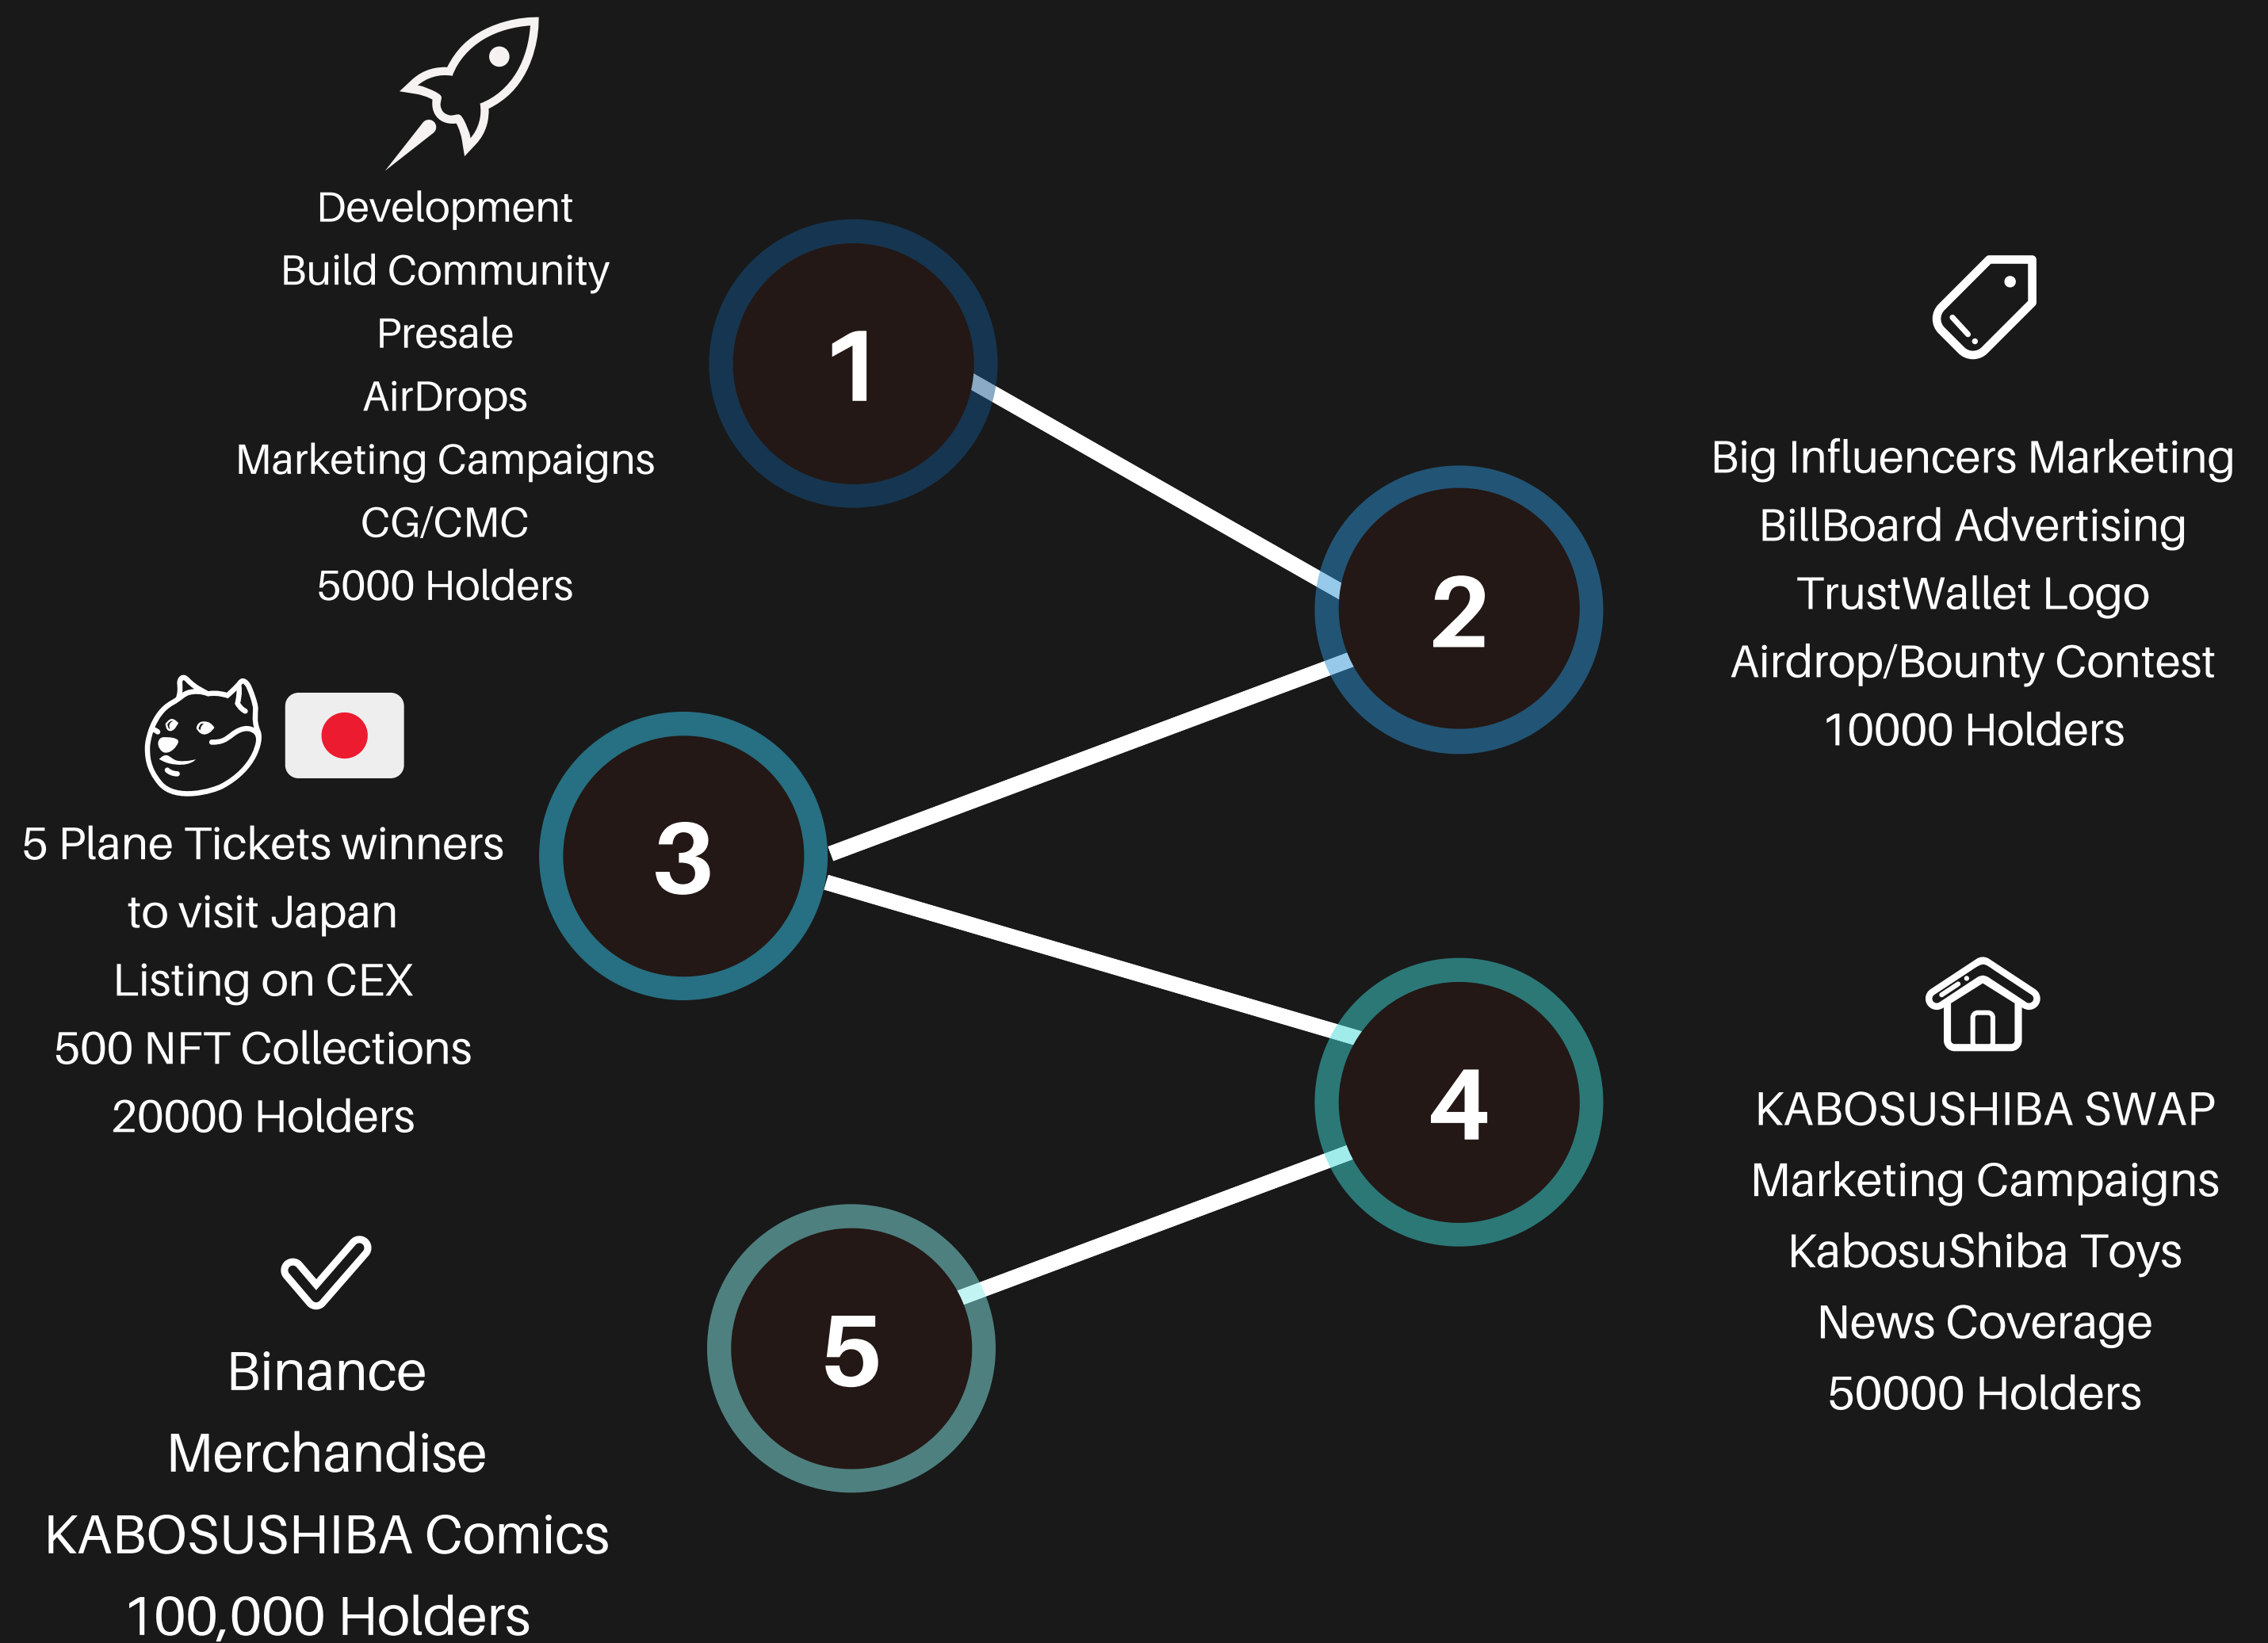 1
Development
Build Community
Presale
AirDrops
Marketing Campaigns
CG/CMC
5000 Holders
2
Big Influencers Marketing
BillBoard Advertising
TrustWallet Logo
Airdrop/Bounty Contest
10000 Holders
3
5 Plane Tickets winners
to visit Japan
Listing on CEX
500 NFT Collections
20000 Holders
4
KABOSUSHIBA SWAP
Marketing Campaigns
KabosuShiba Toys
News Coverage
50000 Holders
5
Binance
Merchandise
KABOSUSHIBA Comics
100,000 Holders